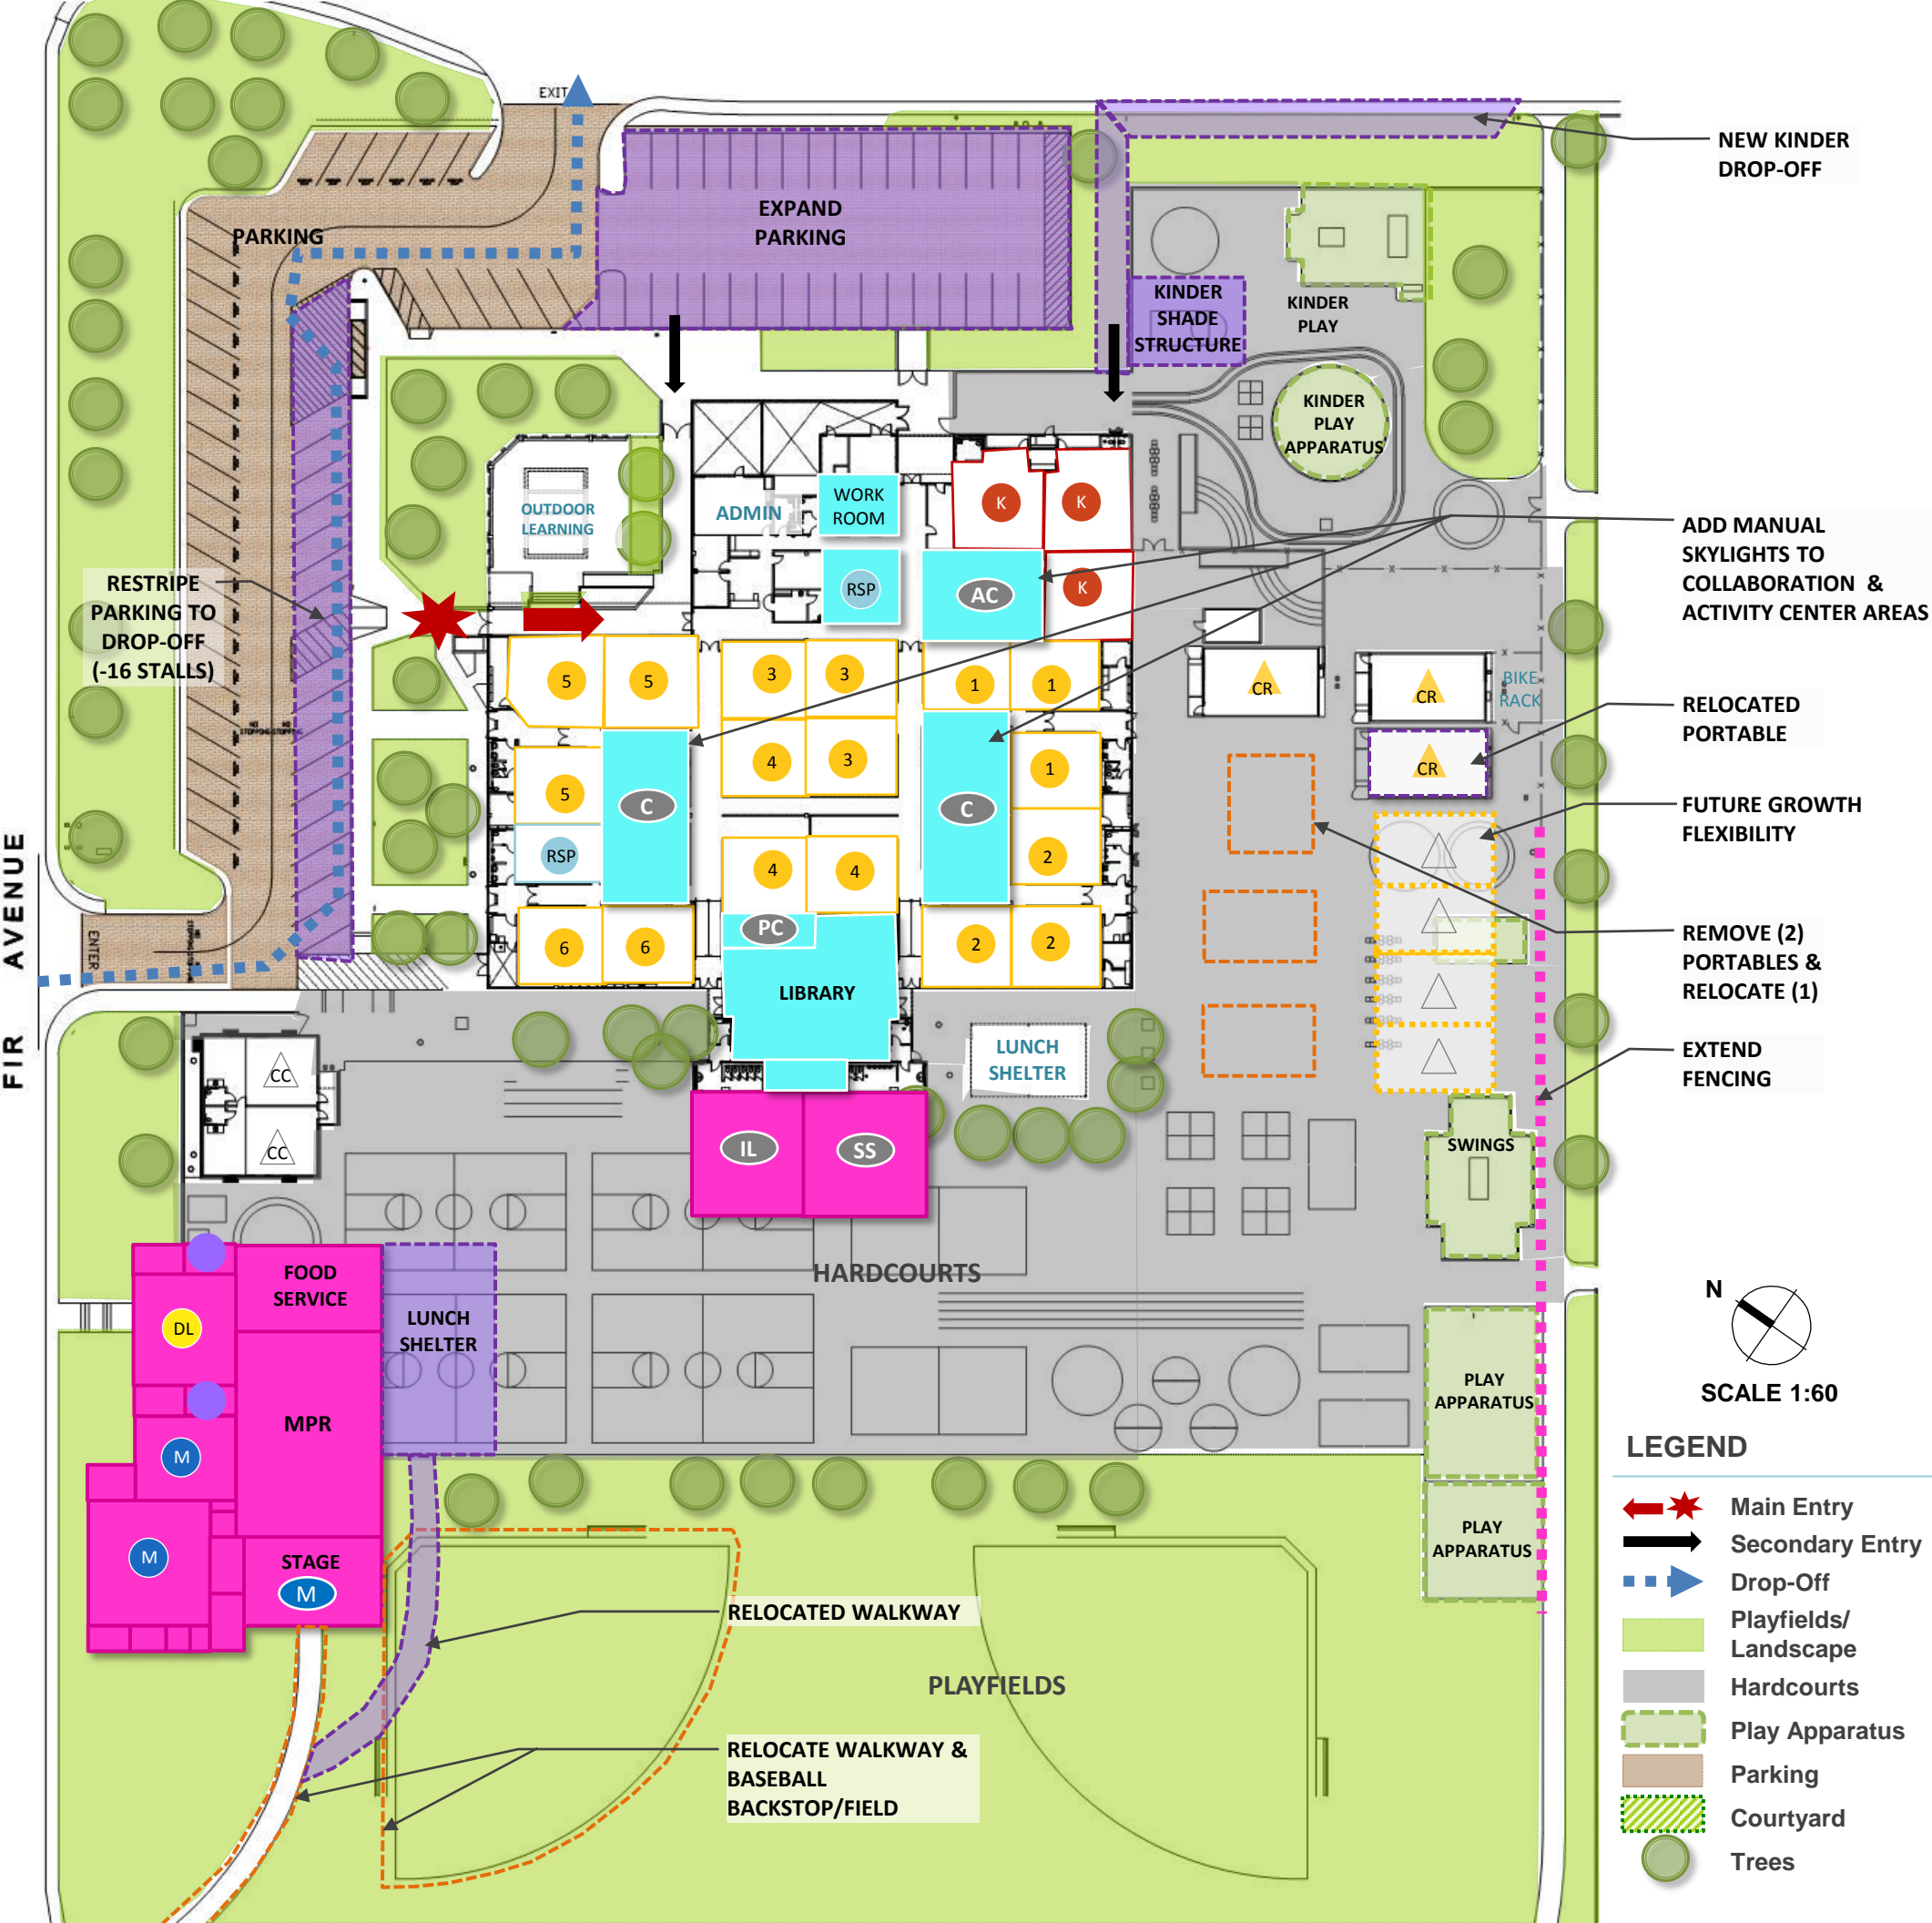 EXIT
NEW KINDER
DROP-OFF
EXPAND
PARKING
PARKING
KINDER
SHADE
STRUCTURE
KINDER
PLAY
KINDER
PLAY
APPARATUS
OUTDOOR
LEARNING
ADMIN
WORK
ROOM
K
K
ADD MANUAL
SKYLIGHTS TO
COLLABORATION &
ACTIVITY CENTER AREAS
RESTRIPE
PARKING TO
DROP-OFF
(-16 STALLS)
RSP
AC
K
5
5
3
3
1
1
CR
CR
BIKE
RACK
RELOCATED
PORTABLE
4
3
1
CR
5
C
C
FUTURE GROWTH
FLEXIBILITY
RSP
4
4
2
FIR AVENUE
ENTER
6
6
PC
2
2
REMOVE (2)
PORTABLES &
RELOCATE (1)
LIBRARY
LUNCH
SHELTER
EXTEND
FENCING
CC
CC
IL
SS
SWINGS
FOOD
SERVICE
HARDCOURTS
N
DL
LUNCH
SHELTER
SCALE 1:60
PLAY
APPARATUS
MPR
M
LEGEND
Main Entry
Secondary Entry
Drop-Off
Playfields/
Landscape
Hardcourts
Play Apparatus
Parking
Courtyard
Trees
PLAY
APPARATUS
M
STAGE
M
RELOCATED WALKWAY
PLAYFIELDS
RELOCATE WALKWAY &
BASEBALL
BACKSTOP/FIELD